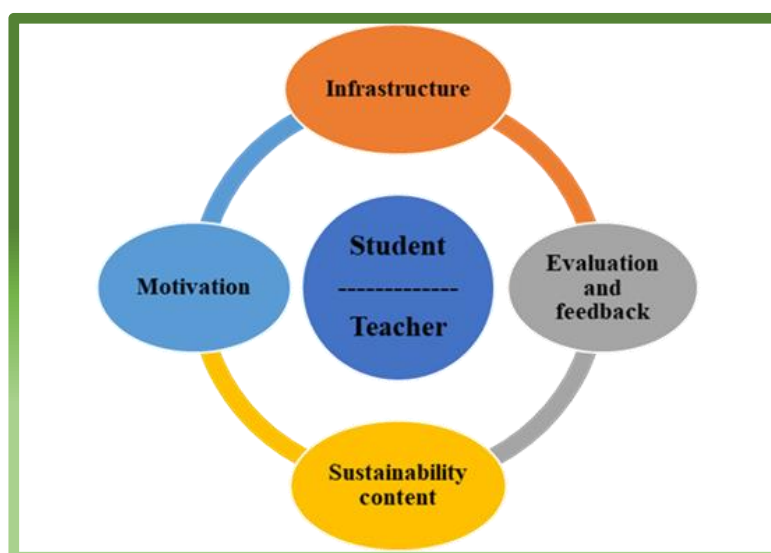 Infrastructure
Student
-------------
Teacher
Motivation
Evaluation
and
feedback
Sustainability
content